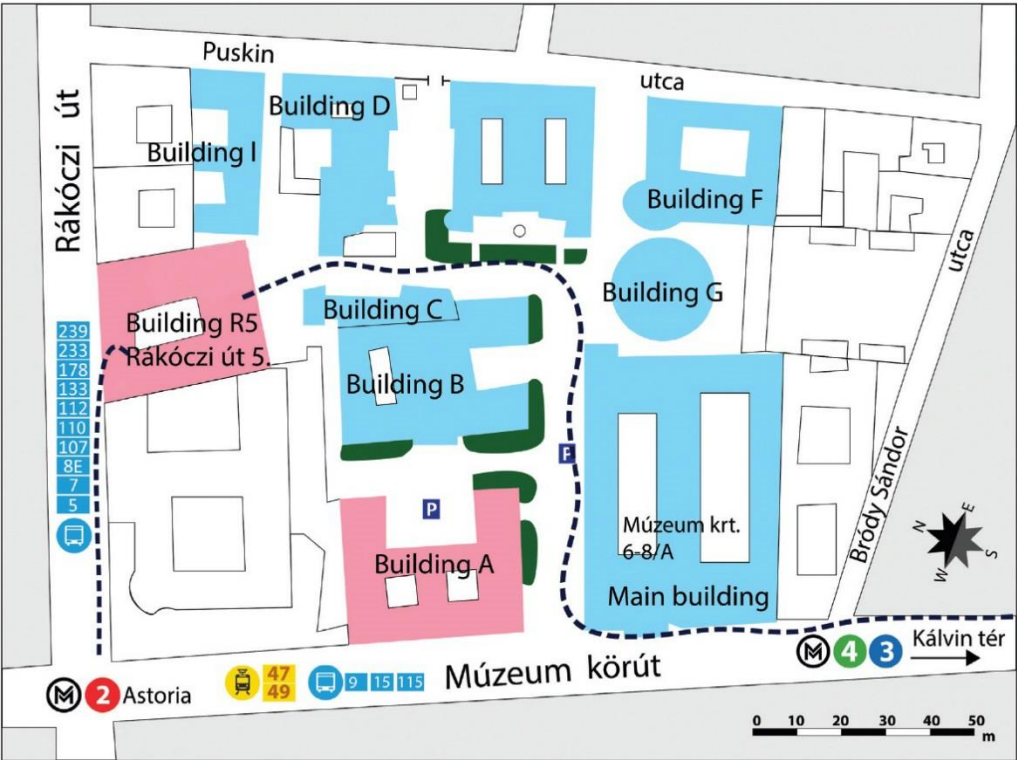 Puskin
utca
Rákóczi út
Building D
Building I
Building F
Building G
Building C
Building R5
Rákóczi út 5.
Building B
239
233
178
133
112
110
107
8E
7
5
P
P
Múzeum krt.
6-8/A
Main building
Building A
utca
Bródy Sándor
N
E
S
W
M 2 Astoria
47
49
9 15 115
Múzeum körút
M 4 3 Kálvin tér
0 10 20 30 40 50
m